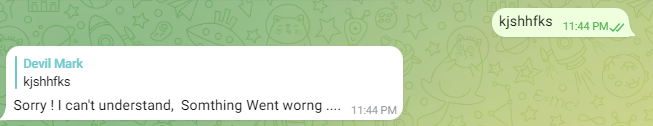 kjshhfks 11:44 PM
Devil Mark
kjshhfks
Sorry ! I can't understand, Somthing Went worng .... 11:44 PM